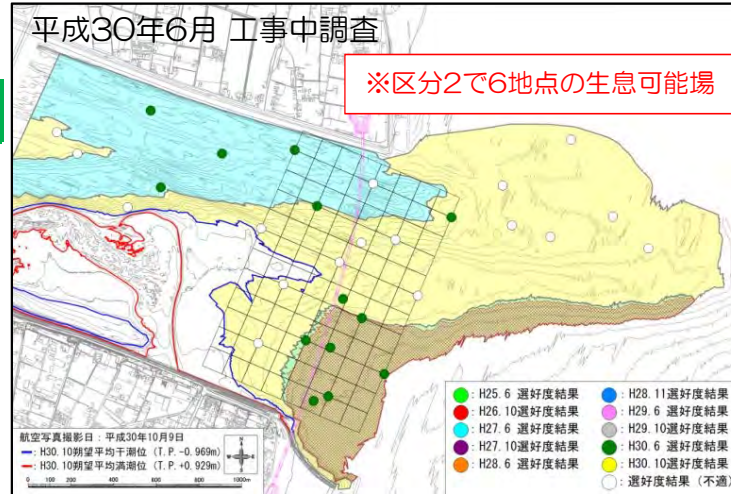 平成30年6月 工事中調査
※区分2で6地点の生息可能場
: H25.6 選好度結果
: H26.10選好度結果
: H27.6 選好度結果
: H27.10選好度結果
: H28.6 選好度結果
: H28.11選好度結果
: H29.6 選好度結果
: H29.10選好度結果
: H30.6 選好度結果
: H30.10選好度結果
: 選好度結果（不適）
航空写真撮影日：平成30年10月9日
: H30.10朔望平均干潮位 (T.P.-0.969m)
: H30.10朔望平均満潮位 (T.P.+0.929m)
0 100 200 400 600 800 1000m